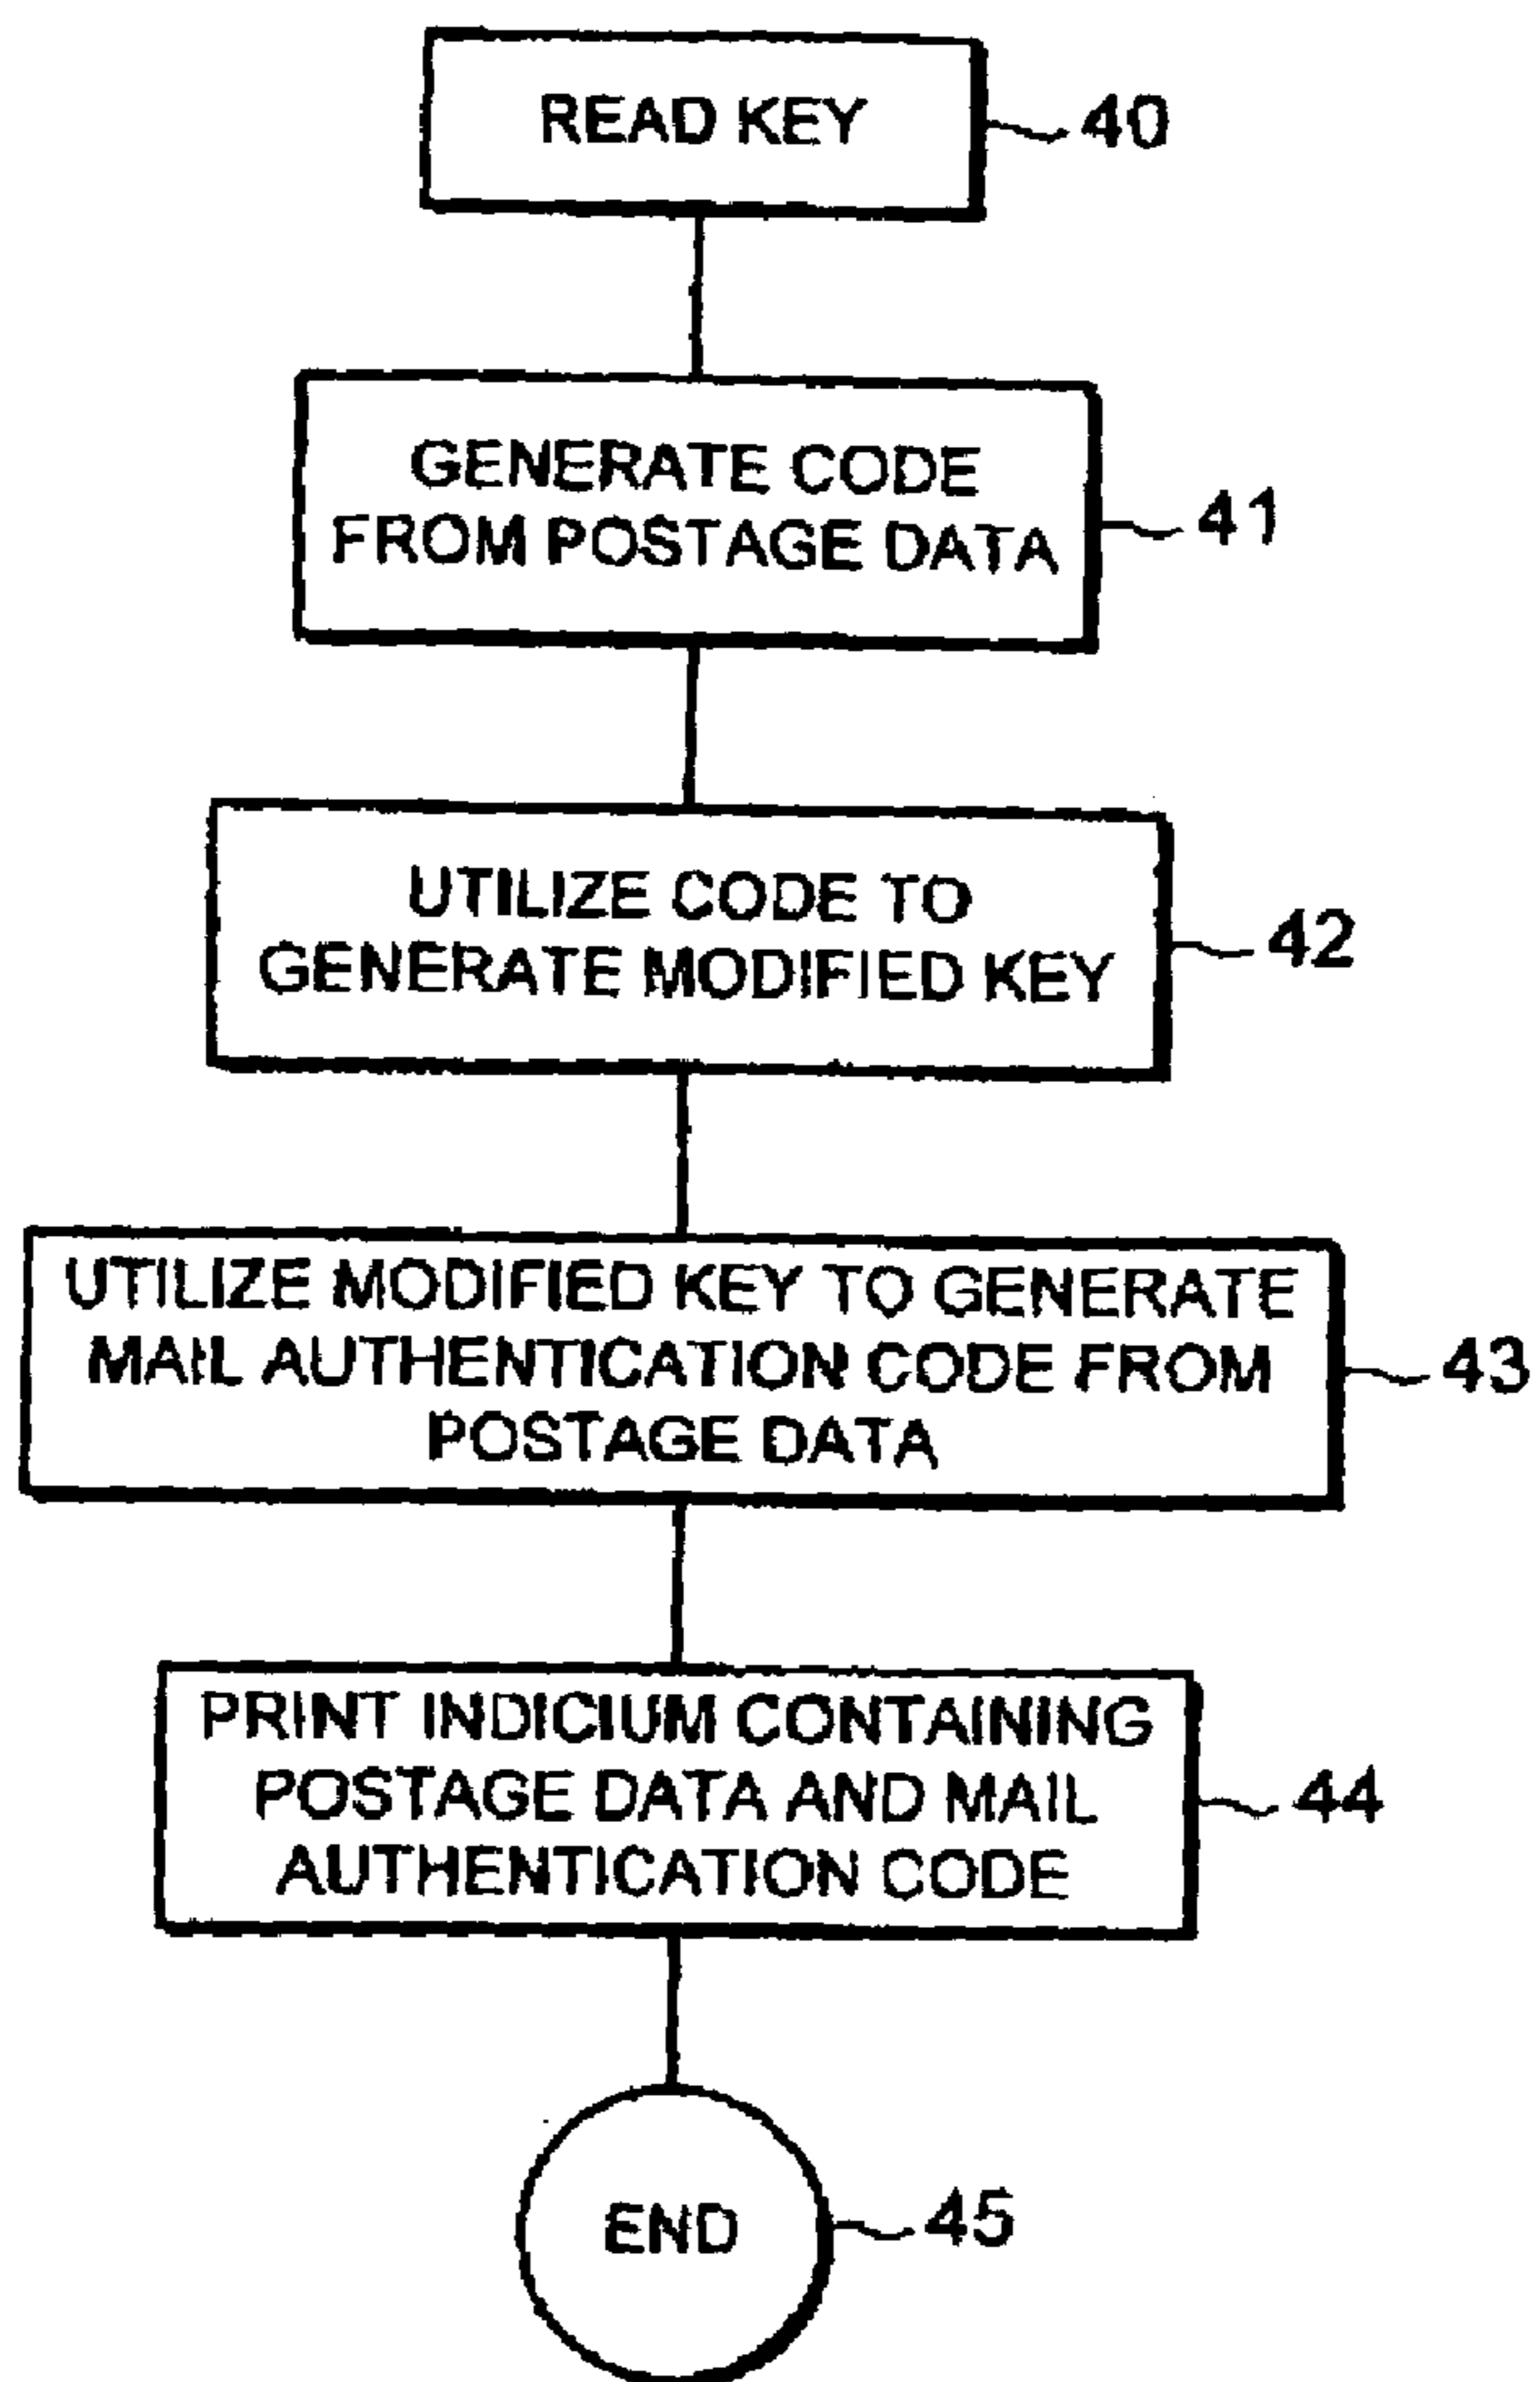 READ KEY
40
GENERATE CODE
FROM POSTAGE DATA
41
UTILIZE CODE TO
GENERATE MODIFIED KEY
42
UTILIZE MODIFIED KEY TO GENERATE
MAIL AUTHENTICATION CODE FROM
POSTAGE DATA
43
PRINT INDICIUM CONTAINING
POSTAGE DATA AND MAIL
AUTHENTICATION CODE
44
END
45